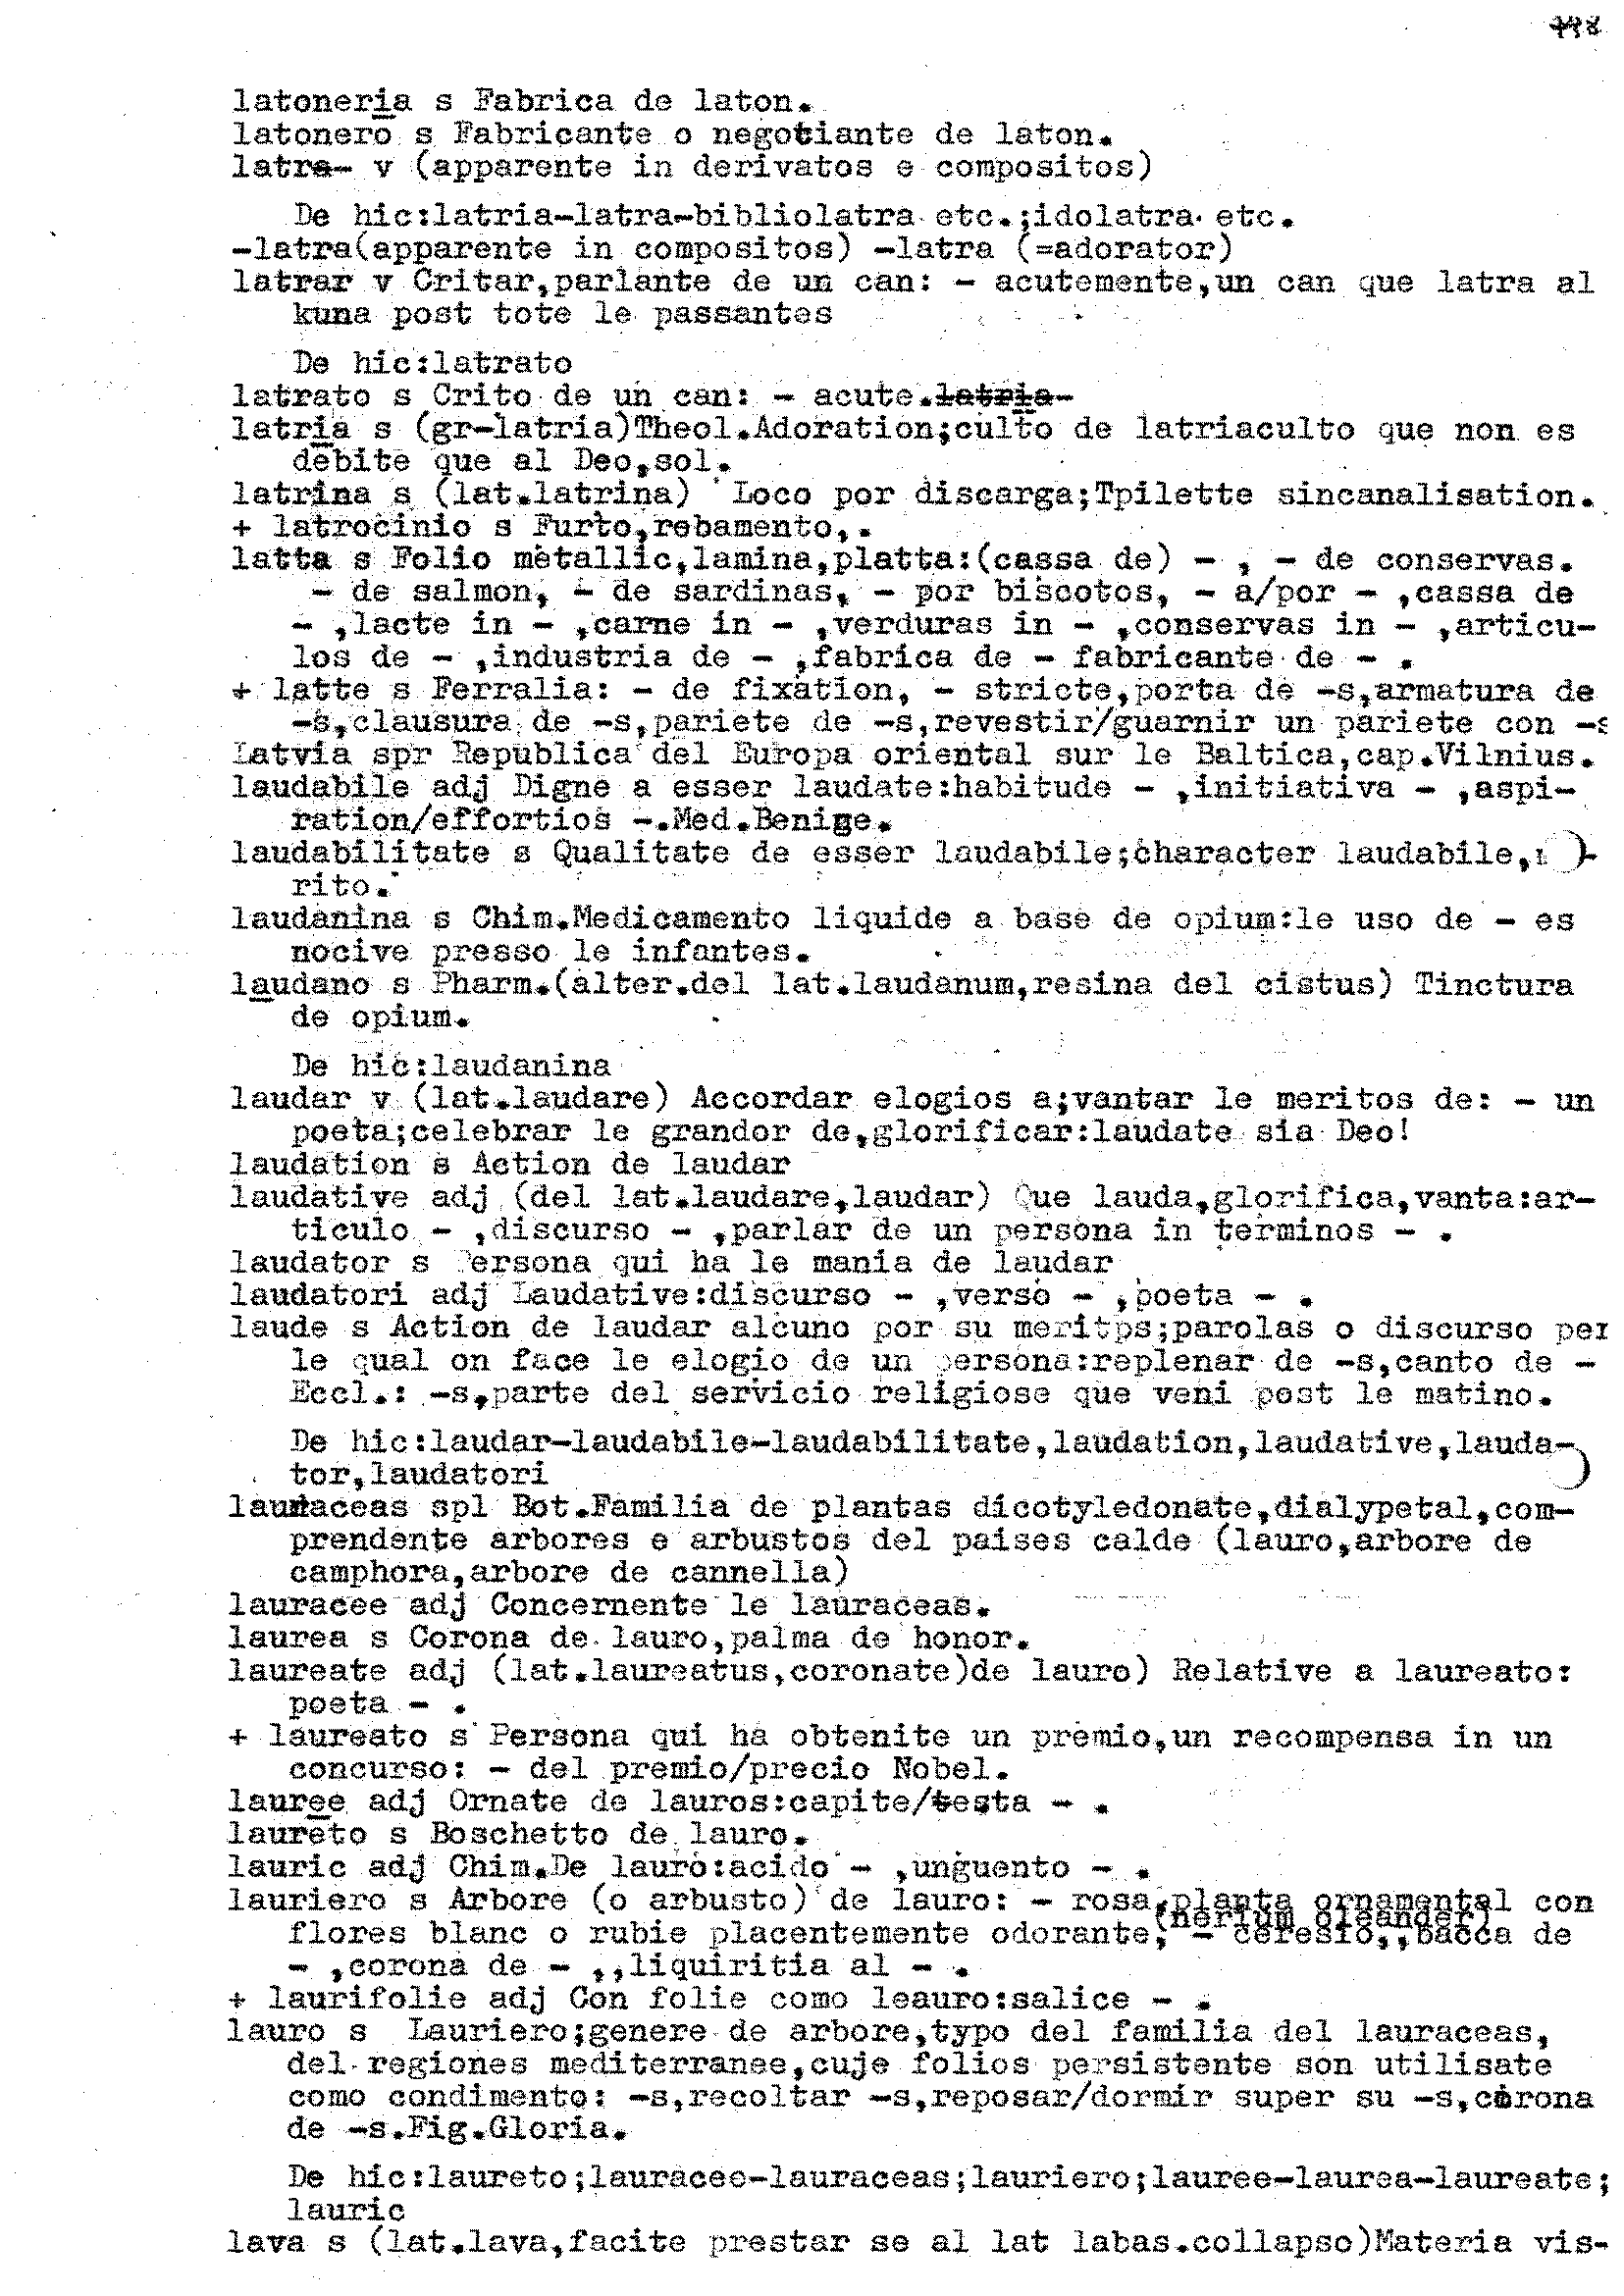 latoneria s Fabrica de laton.
latonero s Fabricante o negotiante de laton.
latra- v (apparente in derivatos e compositos)
De hic:latria-latra-bibliolatra etc.;idolatra etc.
-latra(apparente in compositos) -latra (=adorator)
latrar v Critar,parlante de un can: - acutemente,un can que latra al
kuna post tote le passantes
De hic:latrato
latrato s Crito de un can: - acute.latria-
latria s (gr-latria)Theol.Adoration;culto de latriaculto que non es
debite que al Deo,sol.
latrina s (lat.latrina) Loco por discarga;Tpilette sincanalisation.
+ latrocinio s Furto,robamento,.
latta s Folio metallic,lamina,platta:(cassa de) - , - de conservas.
- de salmon, - de sardinas, - por biscotos, - a/por - ,cassa de
- ,lacte in - ,carne in - ,verduras in - ,conservas in - ,articu-
los de - ,industria de - ,fabrica de - fabricante de - .
+ latte s Ferralia: - de fixation, - stricte,porta de -s,armatura de
-s,clausura de -s,pariete de -s,revestir/guarnir un pariete con -s
Latvia spr Republica del Europa oriental sur le Baltica,cap.Vilnius.
laudabile adj Digne a esser laudate:habitude - ,initiativa - ,aspi-
ration/effortios -.Med.Benige.
laudabilitate s Qualitate de esser laudabile;character laudabile,
rito.
laudanina s Chim.Medicamento liquide a base de opium:le uso de - es
nocive presso le infantes.
laudano s Pharm.(alter.del lat.laudanum,resina del cistus) Tinctura
de opium.
De hic:laudanina
laudar v (lat.laudare) Accordar elogios a;vantar le meritos de: - un
poeta;celebrar le grandor de,glorificar:laudate sia Deo!
laudation s Action de laudar
laudative adj (del lat.laudare,laudar) Que lauda,glorifica,vanta:ar-
ticulo - ,discurso - ,parlar de un persona in terminos - .
laudator s Persona qui ha le mania de laudar
laudatori adj Laudative:discurso - ,verso - ,poeta - .
laude s Action de laudar alcuno por su meritps;parolas o discurso per
le qual on face le elogio de un persona:replenar de -s,canto de -
Eccl.: -s,parte del servicio religiose que veni post le matino.
De hic:laudar-laudabile-laudabilitate,laudation,laudative,lauda-
tor,laudatori
lauraceas spl Bot.Familia de plantas dicotyledonate,dialypetal,com-
prendente arbores e arbustos del paises calde (lauro,arbore de
camphora,arbore de cannella)
lauracee adj Concernente le lauraceas.
laurea s Corona de lauro,palma de honor.
laureate adj (lat.laureatus,coronate)de lauro) Relative a laureato:
poeta - .
+ laureato s Persona qui ha obtenite un premio,un recompensa in un
concurso: - del premio/precio Nobel.
lauree adj Ornate de lauros:capite/testa - .
laureto s Boschetto de lauro.
lauric adj Chim.De lauro:acido - ,unguento - .
lauriero s Arbore (o arbusto) de lauro: - rosa,planta ornamental con
(nerium oleander)
flores blanc o rubie placentemente odorante; - ceresio,,bacca de
- ,corona de - ,,liquiritia al - .
+ laurifolie adj Con folie como leauro:salice - .
lauro s Lauriero;genere de arbore,typo del familia del lauraceas,
del regiones mediterranee,cuje folios persistente son utilisate
como condimento: -s,recoltar -s,reposar/dormir super su -s,corona
de -s.Fig.Gloria.
De hic:laureto;lauracee-lauraceas;lauriero;lauree-laurea-laureate;
lauric
lava s (lat.lava,facite prestar se al lat labas.collapso)Materia vis-